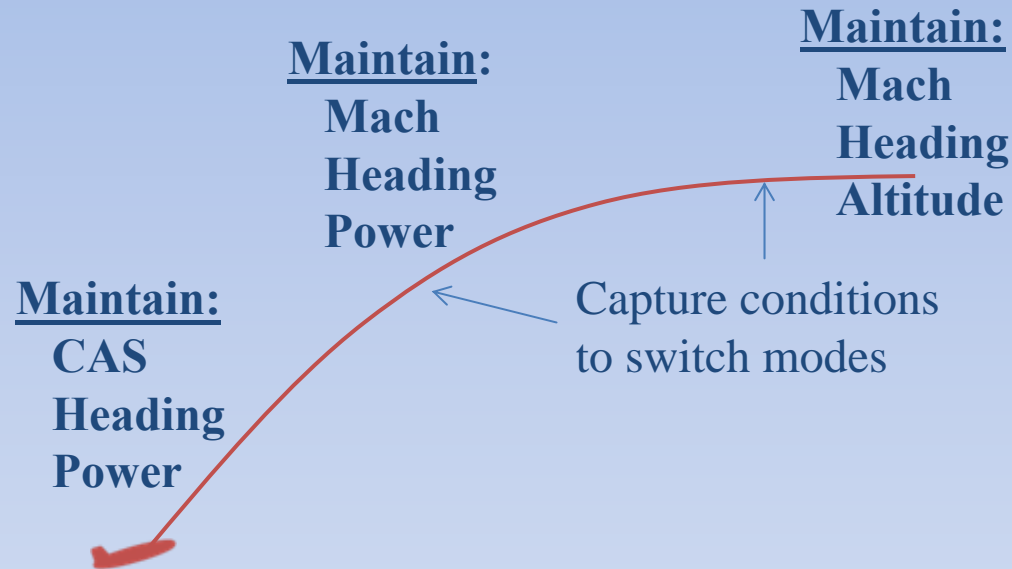 Maintain:
CAS
Heading
Power
Maintain:
Mach
Heading
Power
Maintain:
Mach
Heading
Altitude
Capture conditions
to switch modes